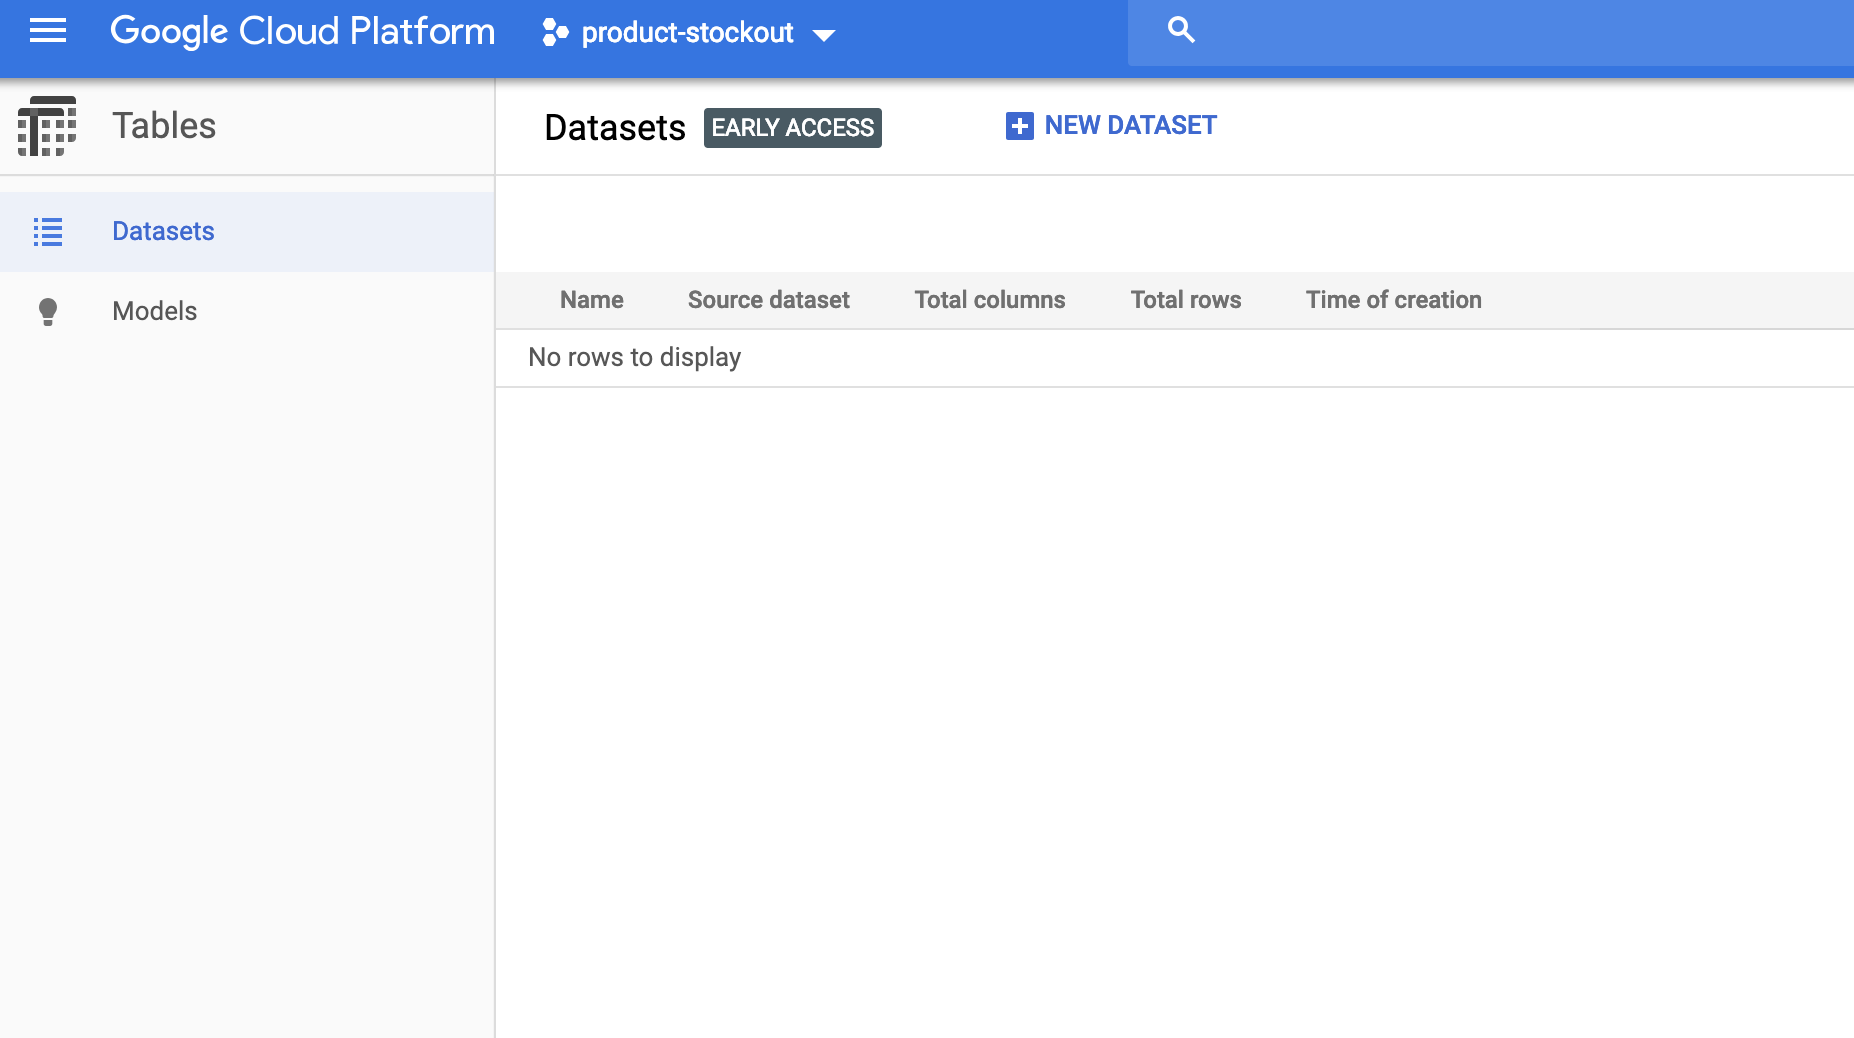 Google Cloud Platform
product-stockout
Tables
Datasets
EARLY ACCESS
NEW DATASET
Datasets
Models
Name
Source dataset
Total columns
Total rows
Time of creation
No rows to display